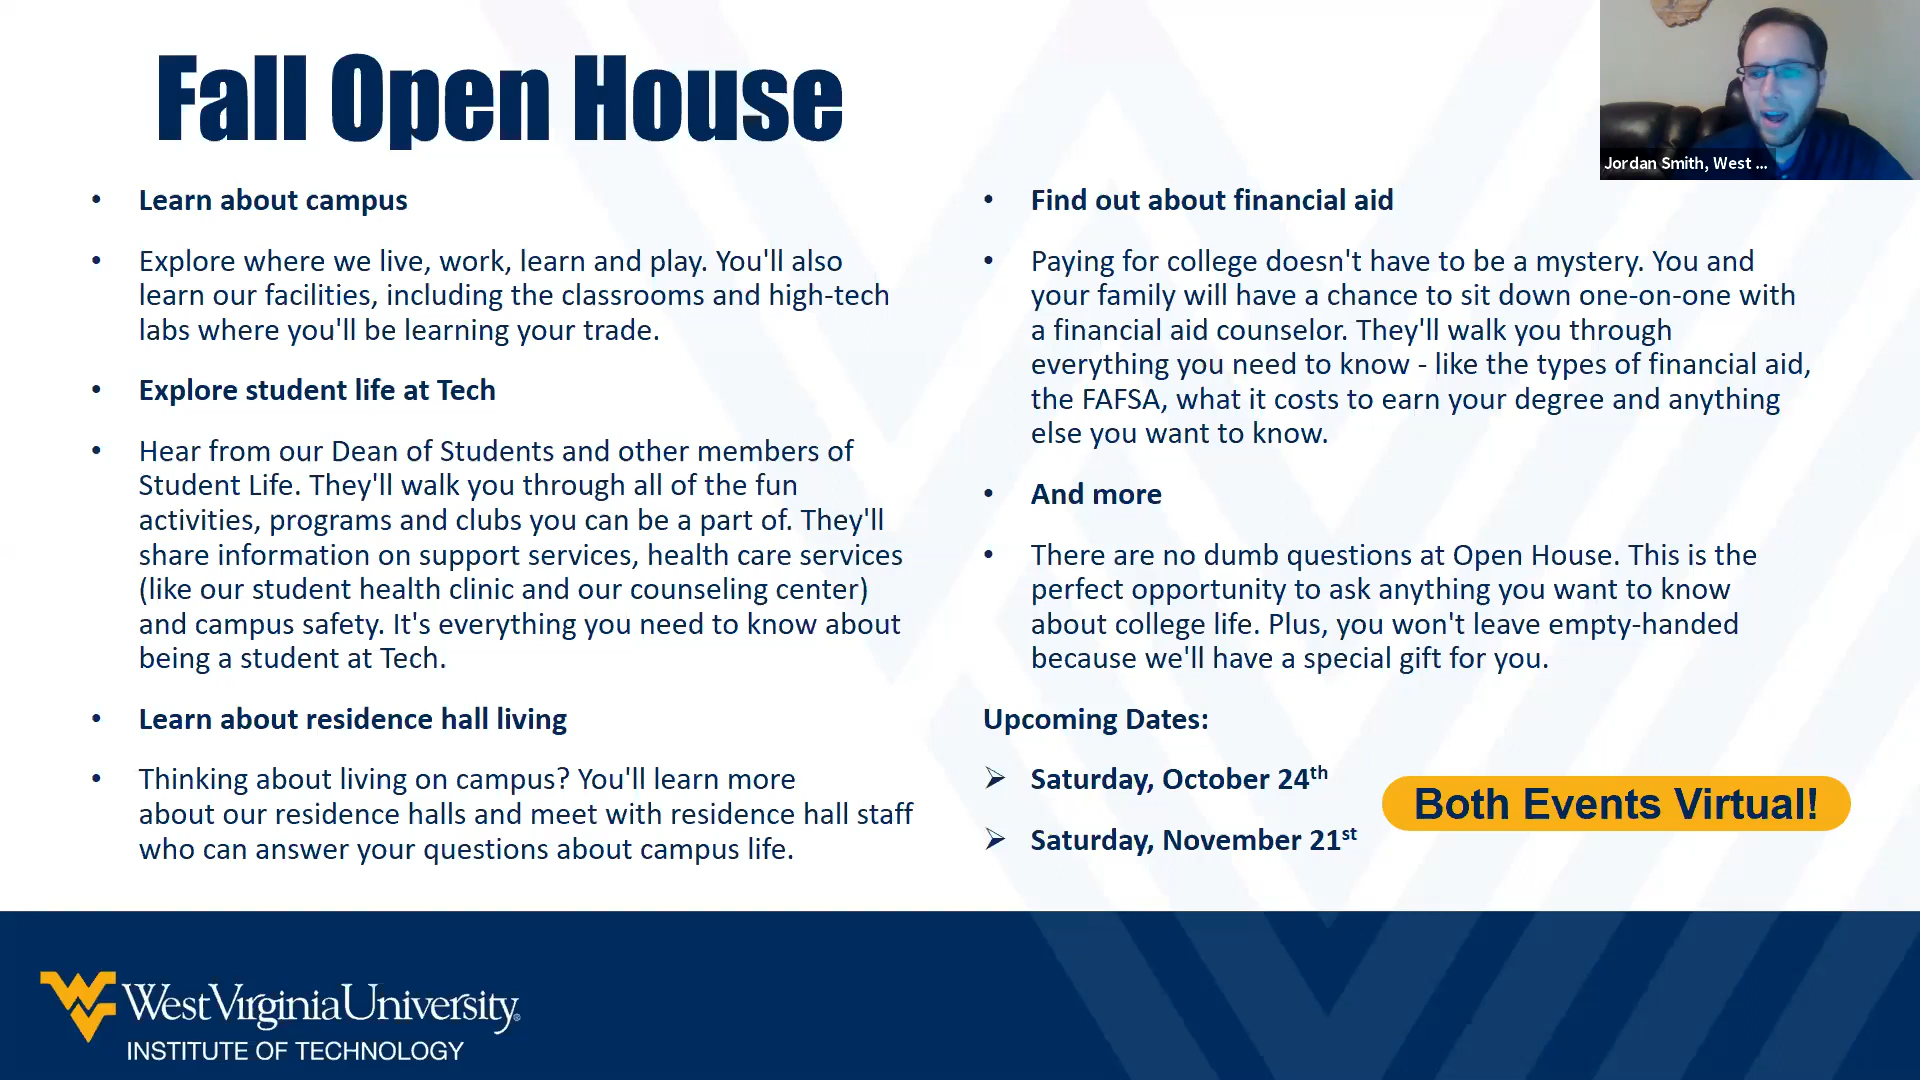 Fall Open House
Jordan Smith, West ...
• Learn about campus
• Explore where we live, work, learn and play. You'll also
learn our facilities, including the classrooms and high-tech
labs where you'll be learning your trade.
• Explore student life at Tech
• Hear from our Dean of Students and other members of
Student Life. They'll walk you through all of the fun
activities, programs and clubs you can be a part of. They'll
share information on support services, health care services
(like our student health clinic and our counseling center)
and campus safety. It's everything you need to know about
being a student at Tech.
• Learn about residence hall living
• Thinking about living on campus? You'll learn more
about our residence halls and meet with residence hall staff
who can answer your questions about campus life.
• Find out about financial aid
• Paying for college doesn't have to be a mystery. You and
your family will have a chance to sit down one-on-one with
a financial aid counselor. They'll walk you through
everything you need to know - like the types of financial aid,
the FAFSA, what it costs to earn your degree and anything
else you want to know.
• And more
• There are no dumb questions at Open House. This is the
perfect opportunity to ask anything you want to know
about college life. Plus, you won't leave empty-handed
because we'll have a special gift for you.
Upcoming Dates:
➢ Saturday, October 24th
➢ Saturday, November 21st
Both Events Virtual!
WestVirginiaUniversity®
INSTITUTE OF TECHNOLOGY